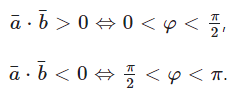 ā · b̄ > 0 ⇔ 0 < φ < π/2,
ā · b̄ < 0 ⇔ π/2 < φ < π.